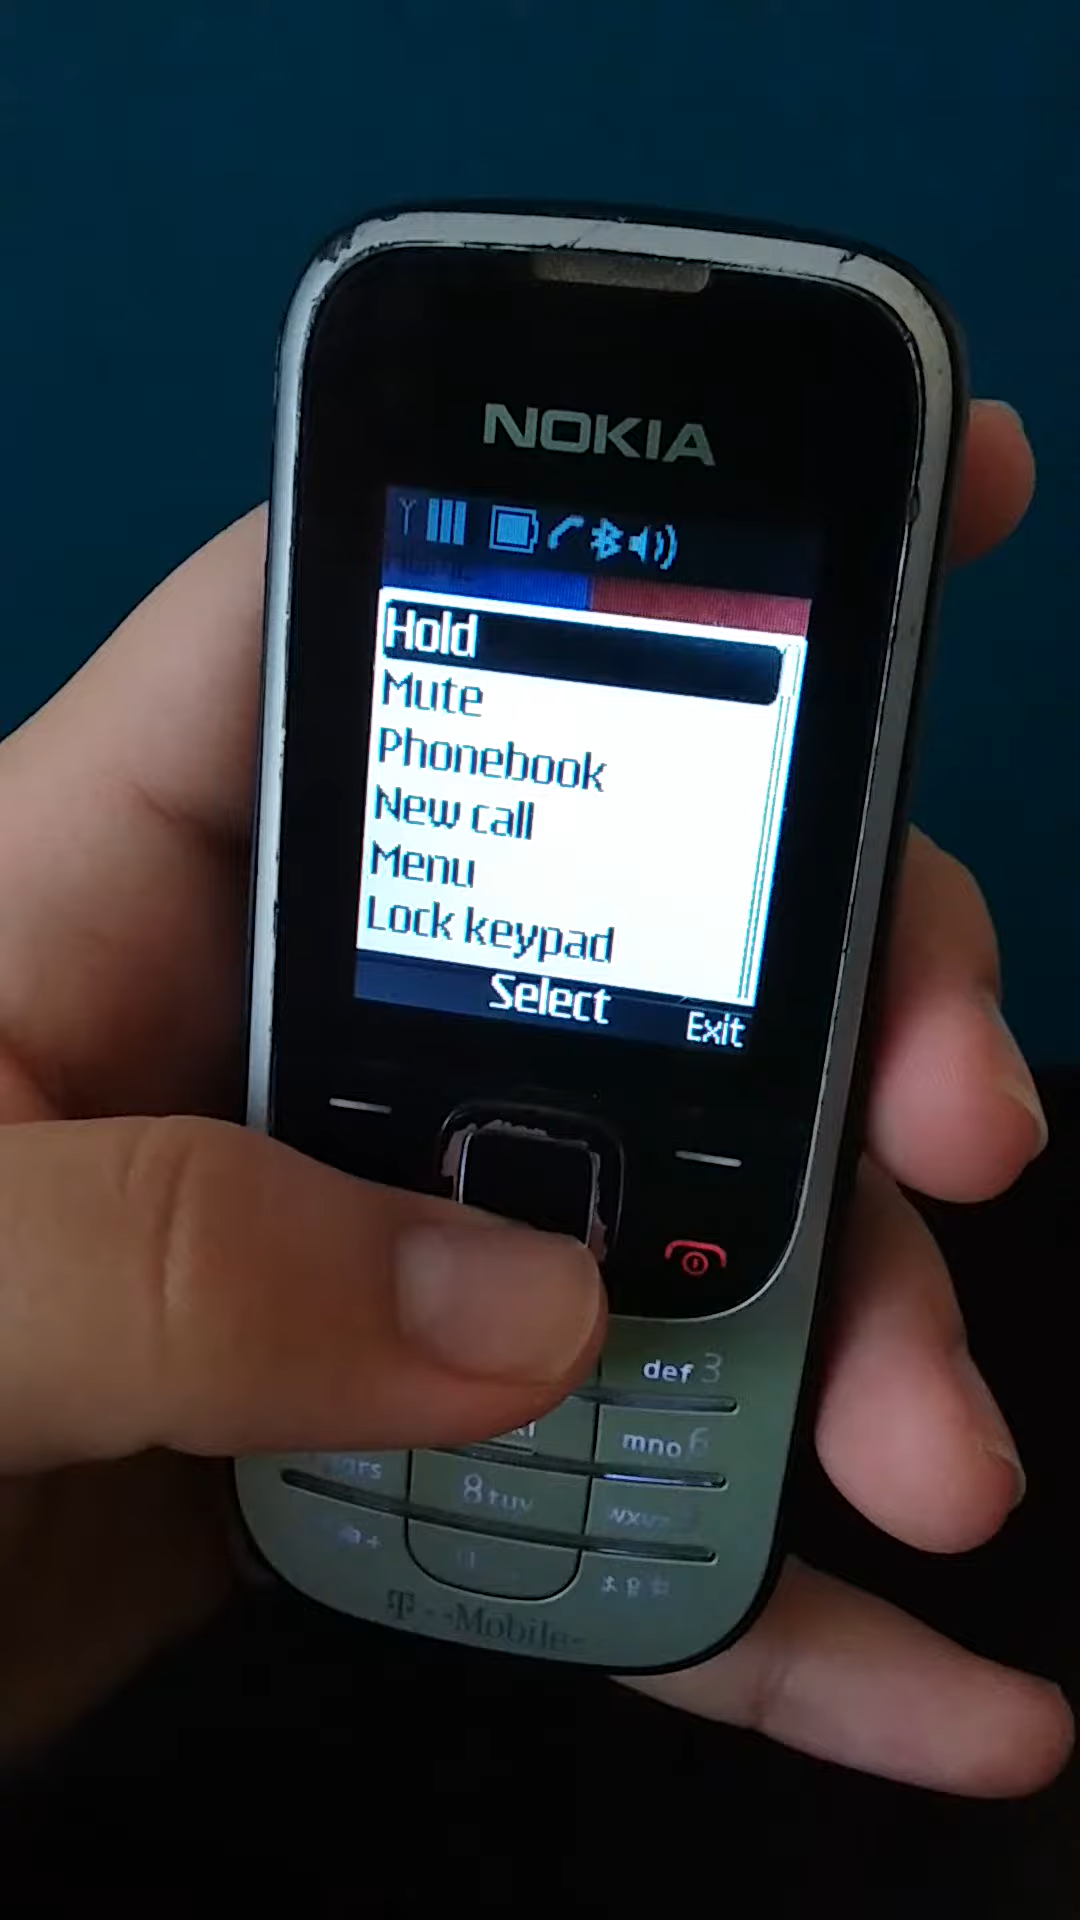 NOKIA
Hold
Mute
Phonebook
New call
Menu
Lock keypad
Select
Exit
def 3
mno 6
8 tuv
T - -Mobile-